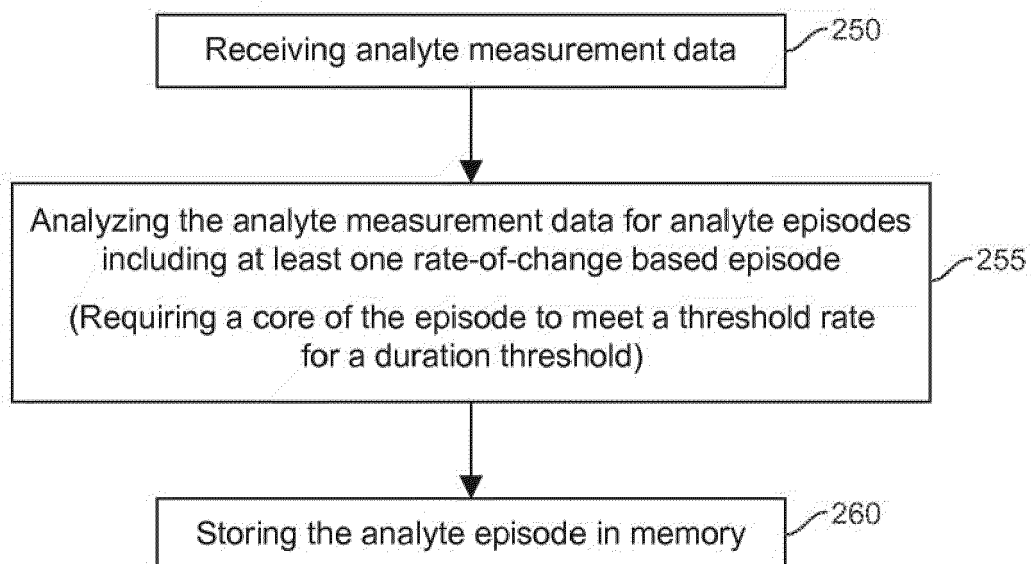 Receiving analyte measurement data
250
Analyzing the analyte measurement data for analyte episodes
including at least one rate-of-change based episode
(Requiring a core of the episode to meet a threshold rate
for a duration threshold)
255
Storing the analyte episode in memory
260